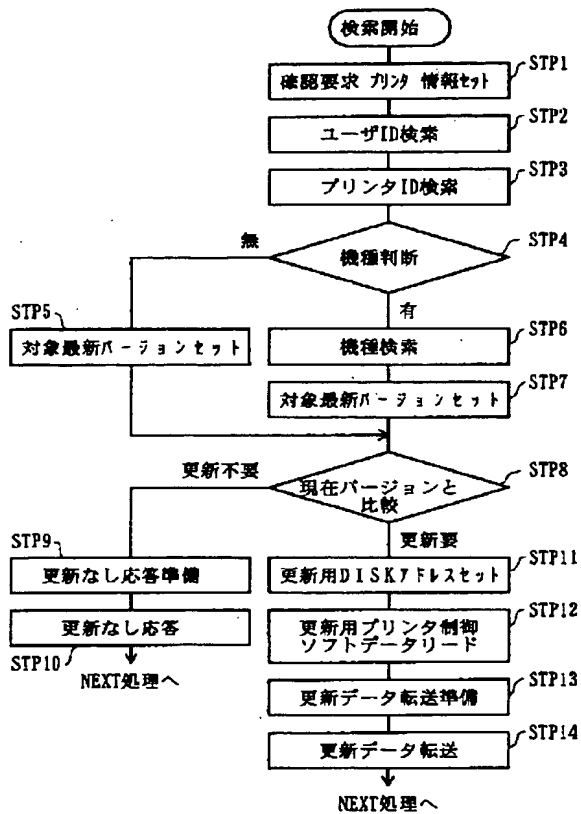 検索開始
STP1
確認要求 プリンタ 情報セット
STP2
ユーザID検索
STP3
プリンタID検索
STP4
機種判断
無
有
STP5
対象最新バージョンセット
STP6
機種検索
STP7
対象最新バージョンセット
STP8
現在バージョンと
比較
更新不要
更新要
STP9
更新なし応答準備
更新なし応答
STP10
NEXT処理へ
STP11
更新用DISKアドレスセット
STP12
更新用プリンタ制御
ソフトデータリード
STP13
更新データ転送準備
STP14
更新データ転送
NEXT処理へ